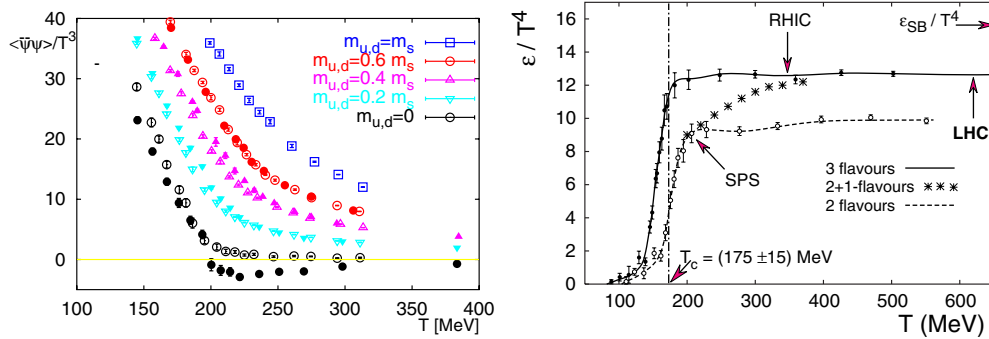 <ψ̄ψ>/T³
40
30
20
10
0
100
150
200
250
300
350
400
T [MeV]
m_u,d=m_s
m_u,d=0.6 m_s
m_u,d=0.4 m_s
m_u,d=0.2 m_s
m_u,d=0
ε / T⁴
16
14
12
10
8
6
4
2
0
100
200
300
400
500
600
T (MeV)
RHIC
ε_SB / T⁴
LHC
SPS
3 flavours
2+1-flavours
2 flavours
T_c = (175 ±15) MeV